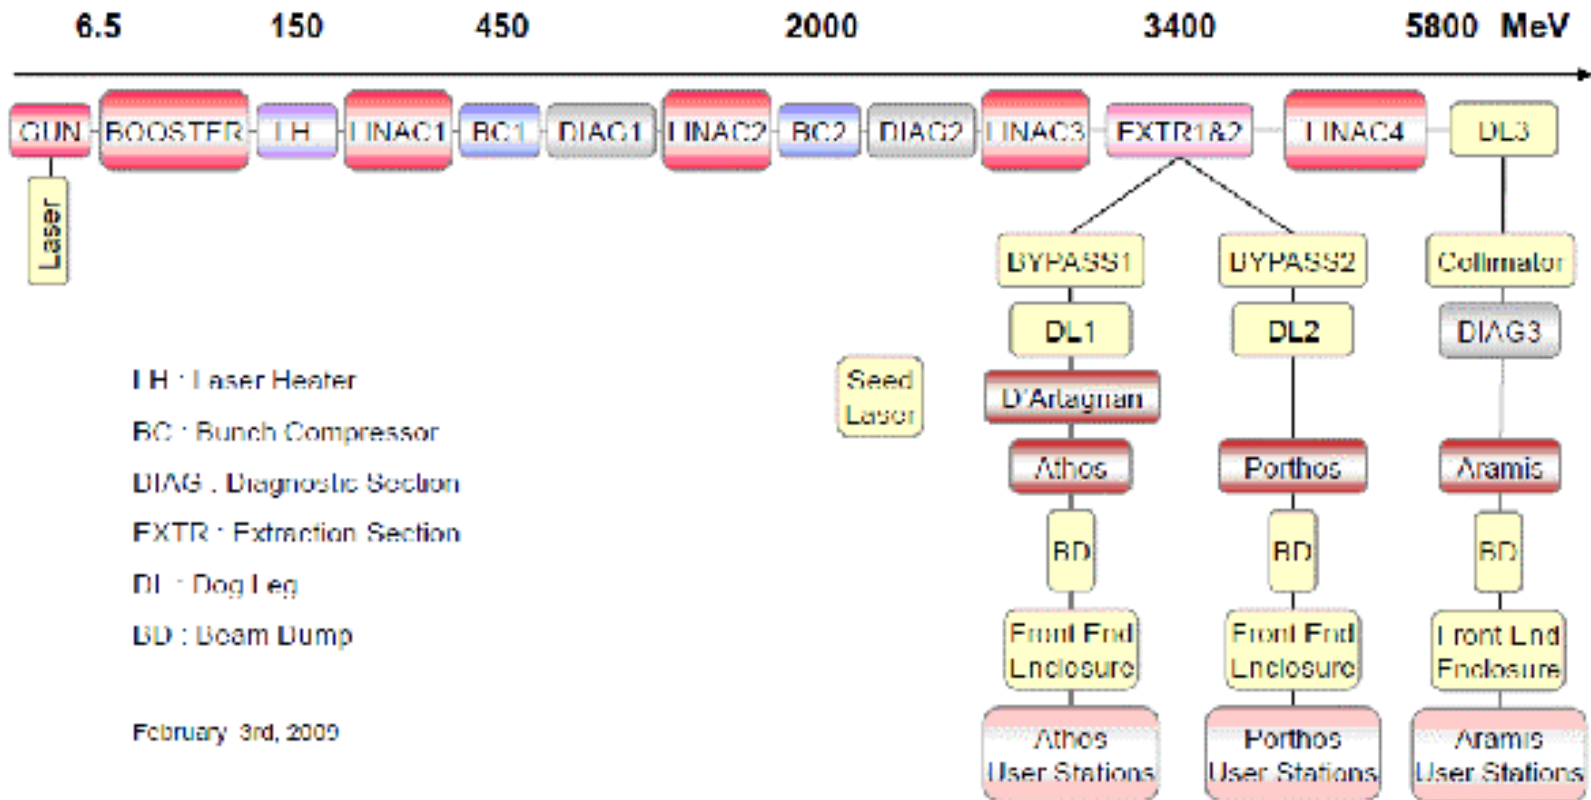 6.5 150 450 2000 3400 5800 MeV
GUN BOOSTER LH LINAC1 BC1 DIAG1 LINAC2 BC2 DIAG2 LINAC3 EXTR1&2 LINAC4 DL3
Laser
BYPASS1 BYPASS2 Collimator
DL1 DL2 DIAG3
Seed
Laser
D'Artagnan
Athos Porthos Aramis
BD BD BD
Front End
Enclosure
Front End
Enclosure
Front End
Enclosure
Athos
User Stations
Porthos
User Stations
Aramis
User Stations
LH : Laser Heater
BC : Bunch Compressor
DIAG : Diagnostic Section
EXTR : Extraction Section
DL : Dog Leg
BD : Beam Dump
February 3rd, 2009